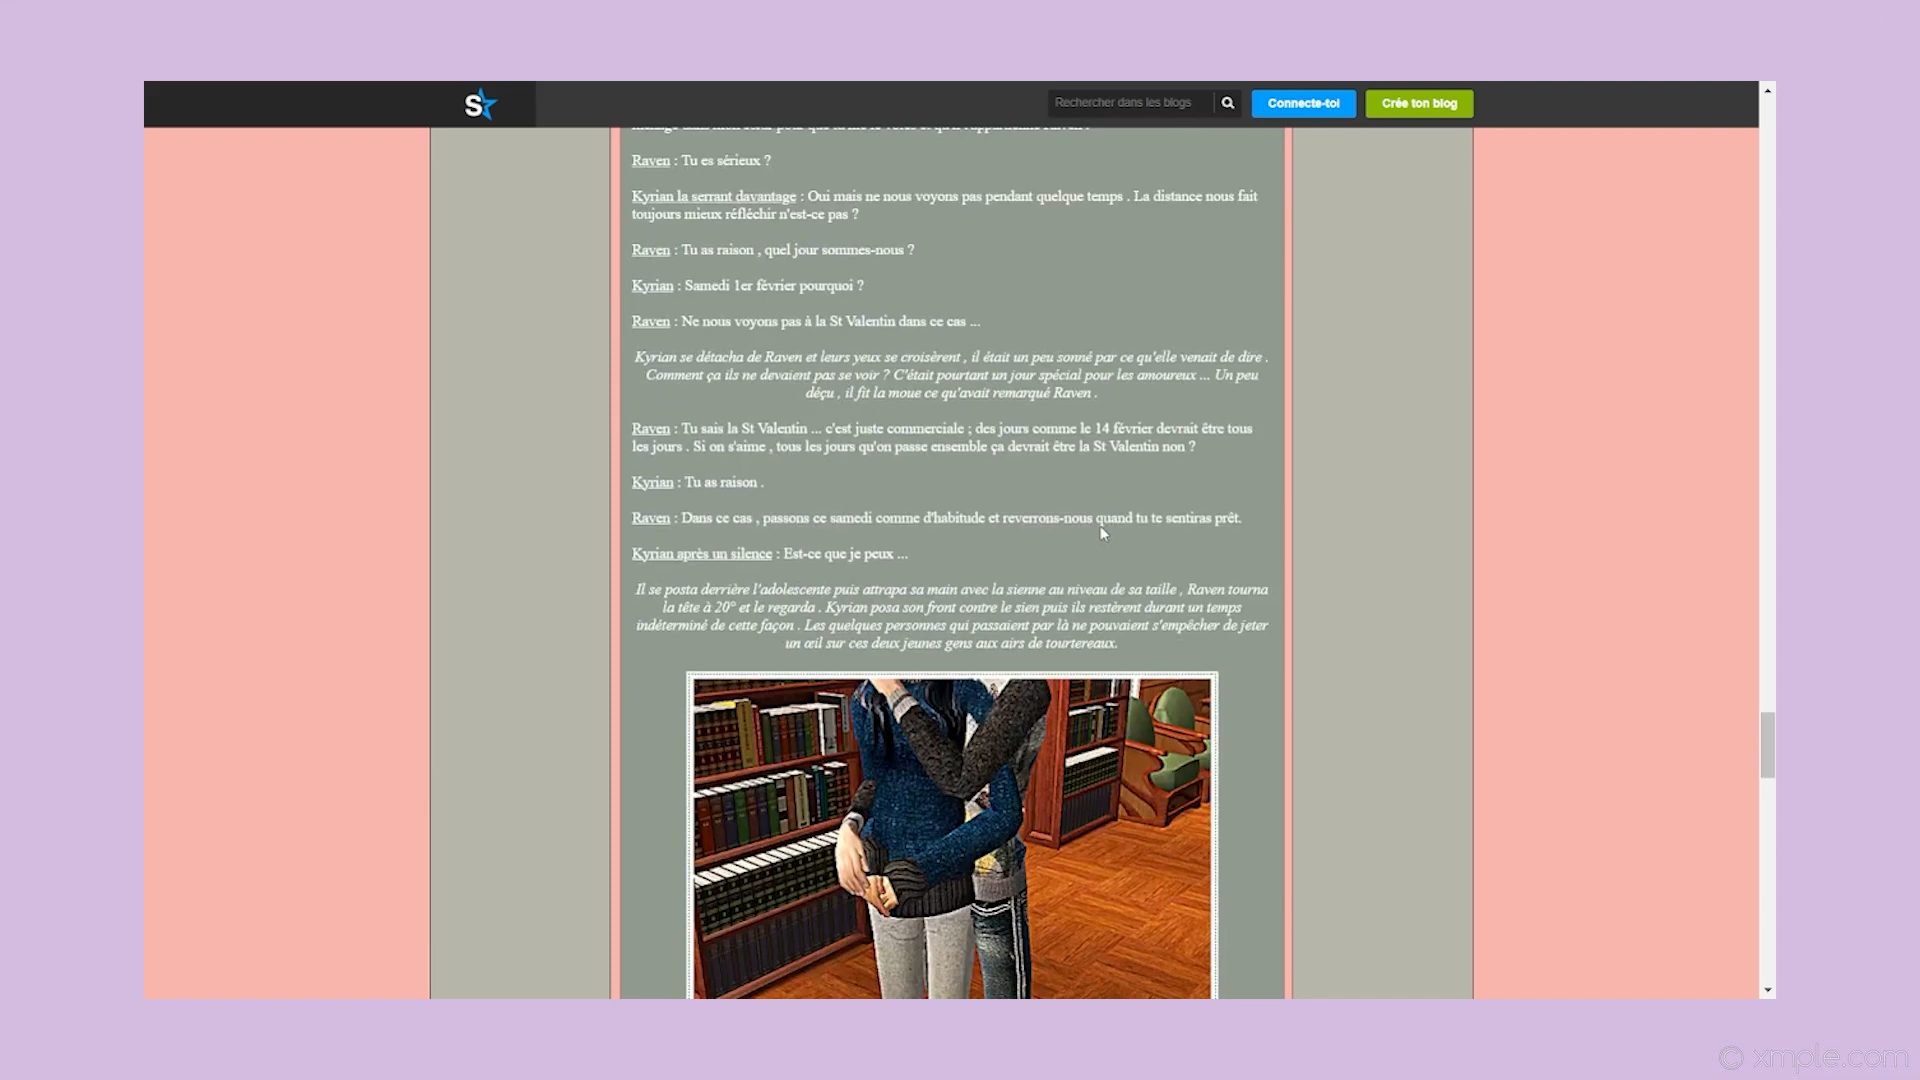 S
Rechercher dans les blogs
Connecte-toi
Crée ton blog
Raven : Tu es sérieux ?
Kyrian la serrant davantage : Oui mais ne nous voyons pas pendant quelque temps . La distance nous fait
toujours mieux réfléchir n'est-ce pas ?
Raven : Tu as raison , quel jour sommes-nous ?
Kyrian : Samedi 1er février pourquoi ?
Raven : Ne nous voyons pas à la St Valentin dans ce cas ...
Kyrian se détacha de Raven et leurs yeux se croisèrent , il était un peu sonné par ce qu'elle venait de dire .
Comment ça ils ne devaient pas se voir ? C'était pourtant un jour spécial pour les amoureux ... Un peu
déçu , il fit la moue ce qu'avait remarqué Raven .
Raven : Tu sais la St Valentin ... c'est juste commerciale ; des jours comme le 14 février devrait être tous
les jours . Si on s'aime , tous les jours qu'on passe ensemble ça devrait être la St Valentin non ?
Kyrian : Tu as raison .
Raven : Dans ce cas , passons ce samedi comme d'habitude et reverrons-nous quand tu te sentiras prêt.
Kyrian après un silence : Est-ce que je peux ...
Il se posta derrière l'adolescente puis attrapa sa main avec la sienne au niveau de sa taille , Raven tourna
la tête à 20° et le regarda . Kyrian posa son front contre le sien puis ils restèrent durant un temps
indéterminé de cette façon . Les quelques personnes qui passaient par là ne pouvaient s'empêcher de jeter
un œil sur ces deux jeunes gens aux airs de tourtereaux.
© xmple.com